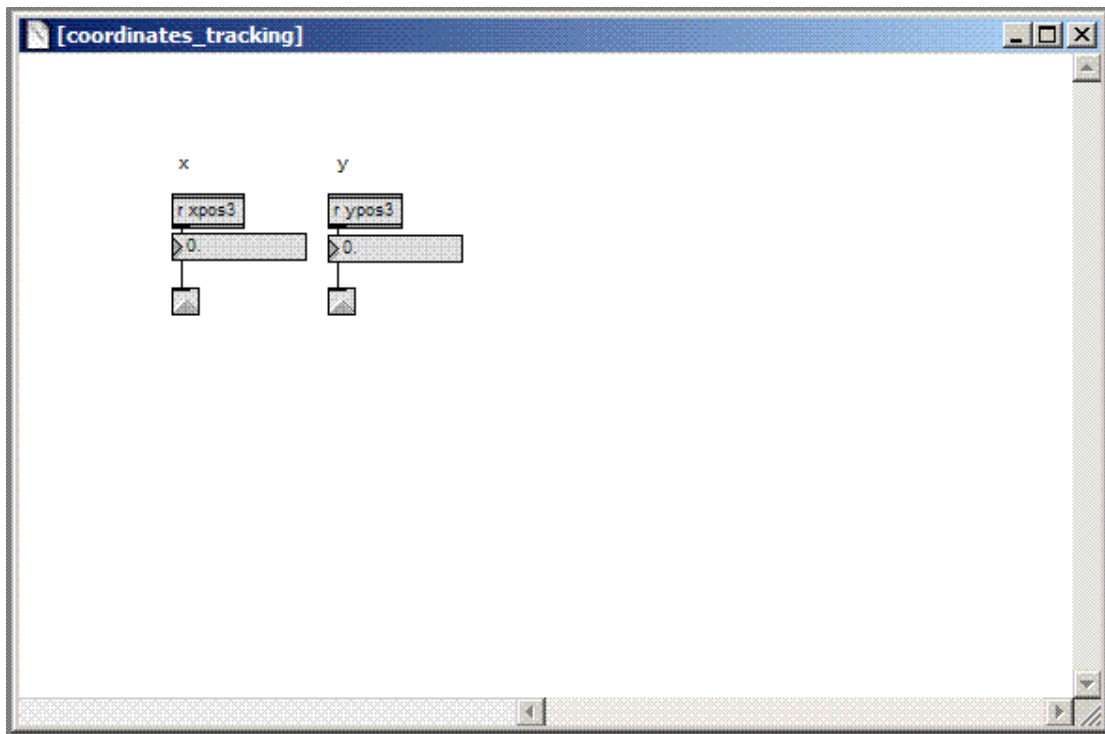 [coordinates_tracking]
x y
r xpos3 r ypos3
0. 0.